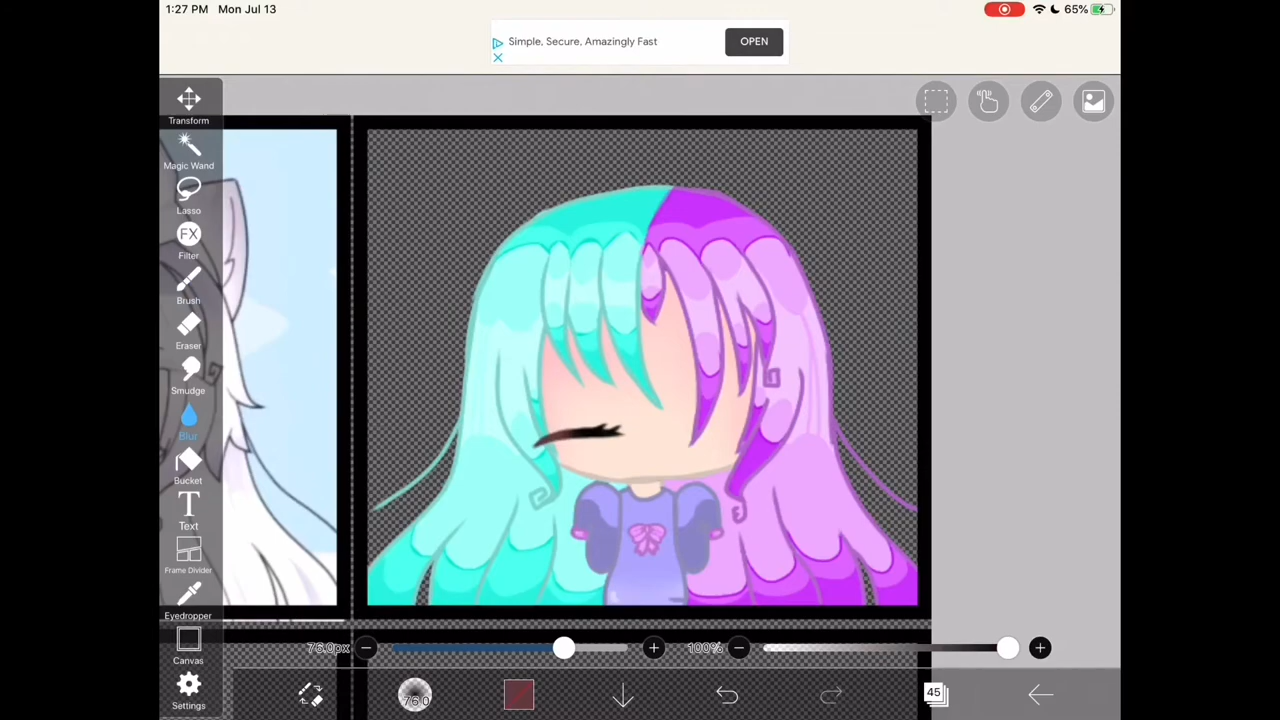 1:27 PM Mon Jul 13
65%
Simple, Secure, Amazingly Fast
OPEN
Transform
Magic Wand
Lasso
FX
Filter
Brush
Eraser
Smudge
Blur
Bucket
T
Text
Frame Divider
Eyedropper
Canvas
Settings
76.0px
100%
76.0
45